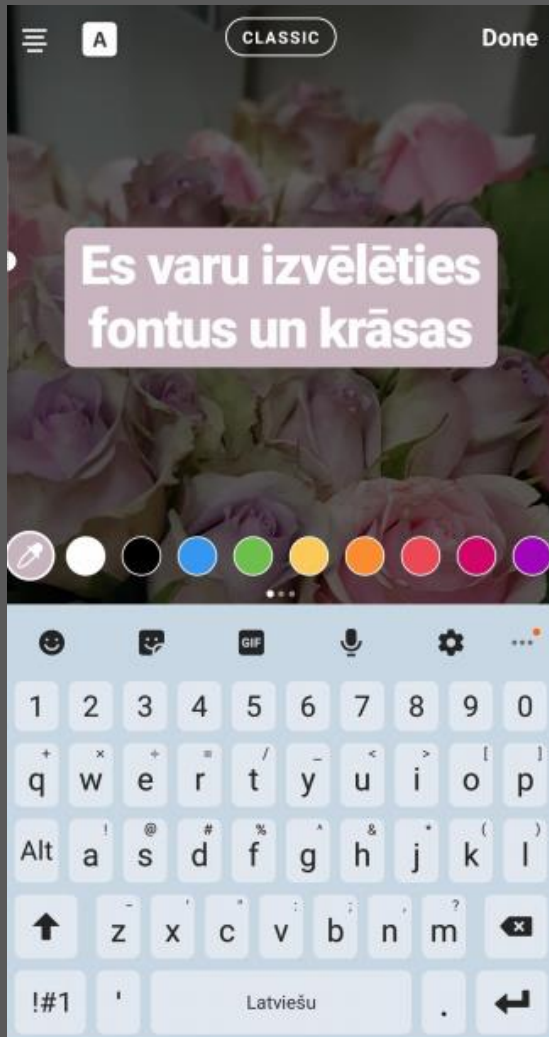 A CLASSIC Done
Es varu izvēlēties
fontus un krāsas
GIF
1 2 3 4 5 6 7 8 9 0
+ × ÷ = / _ < > [ ]
q w e r t y u i o p
! @ # % ^ & * ( )
Alt a s d f g h j k l
- ' " : ; , ?
z x c v b n m
!#1 ' Latviešu .